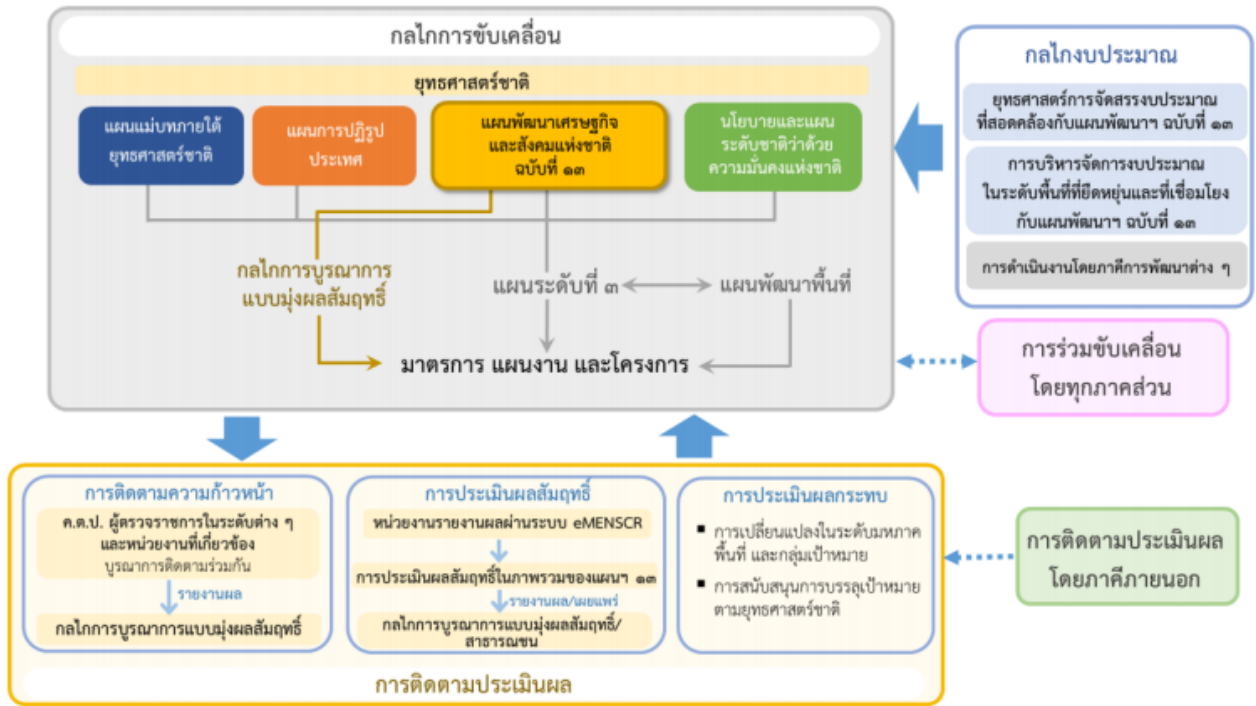 กลไกการขับเคลื่อน
ยุทธศาสตร์ชาติ
แผนแม่บทภายใต้
ยุทธศาสตร์ชาติ
แผนการปฏิรูป
ประเทศ
แผนพัฒนาเศรษฐกิจ
และสังคมแห่งชาติ
ฉบับที่ ๑๓
นโยบายและแผน
ระดับชาติว่าด้วย
ความมั่นคงแห่งชาติ
กลไกการบูรณาการ
แบบมุ่งผลสัมฤทธิ์
แผนระดับที่ ๓
แผนพัฒนาพื้นที่
มาตรการ แผนงาน และโครงการ
กลไกงบประมาณ
ยุทธศาสตร์การจัดสรรงบประมาณ
ที่สอดคล้องกับแผนพัฒนาฯ ฉบับที่ ๑๓
การบริหารจัดการงบประมาณ
ในระดับพื้นที่ที่ยืดหยุ่นและที่เชื่อมโยง
กับแผนพัฒนาฯ ฉบับที่ ๑๓
การดำเนินงานโดยภาคีการพัฒนาต่าง ๆ
การร่วมขับเคลื่อน
โดยทุกภาคส่วน
การติดตามความก้าวหน้า
ค.ต.ป. ผู้ตรวจราชการในระดับต่าง ๆ
และหน่วยงานที่เกี่ยวข้อง
บูรณาการติดตามร่วมกัน
รายงานผล
กลไกการบูรณาการแบบมุ่งผลสัมฤทธิ์
การประเมินผลสัมฤทธิ์
หน่วยงานรายงานผลผ่านระบบ eMENSCR
การประเมินผลสัมฤทธิ์ในภาพรวมของแผนฯ ๑๓
รายงานผล/เผยแพร่
กลไกการบูรณาการแบบมุ่งผลสัมฤทธิ์/
สาธารณชน
การประเมินผลกระทบ
▪ การเปลี่ยนแปลงในระดับมหภาค
พื้นที่ และกลุ่มเป้าหมาย
▪ การสนับสนุนการบรรลุเป้าหมาย
ตามยุทธศาสตร์ชาติ
การติดตามประเมินผล
การติดตามประเมินผล
โดยภาคีภายนอก